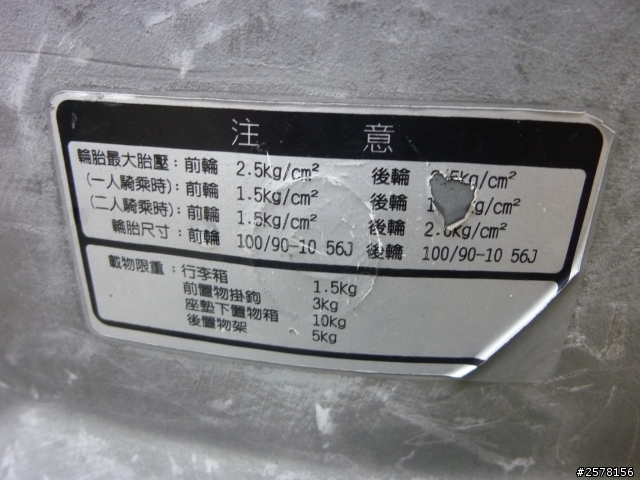 注 意
輪胎最大胎壓：前輪 2.5kg/cm² 後輪 kg/cm²
(一人騎乘時)：前輪 1.5kg/cm² 後輪 kg/cm²
(二人騎乘時)：前輪 1.5kg/cm² 後輪 kg/cm²
輪胎尺寸：前輪 100/90-10 56J 後輪 100/90-10 56J
載物限重：行李箱 1.5kg
前置物掛鉤 3kg
座墊下置物箱 10kg
後置物架 5kg
#2578156